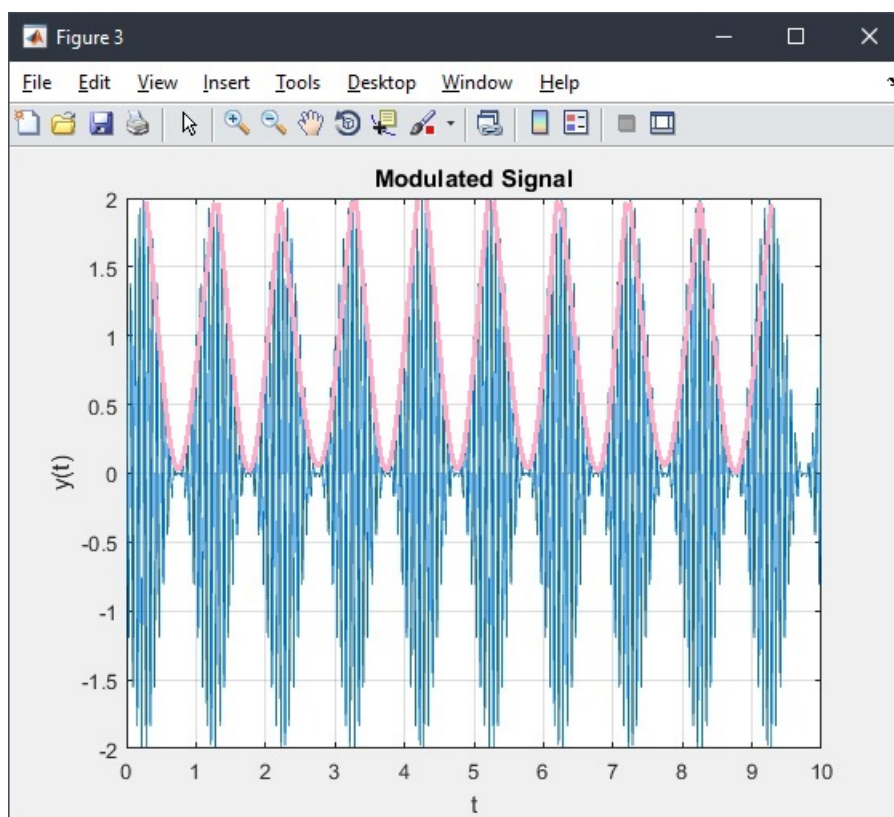 Figure 3
File Edit View Insert Tools Desktop Window Help
Modulated Signal
2
1.5
1
0.5
0
-0.5
-1
-1.5
-2
y(t)
0 1 2 3 4 5 6 7 8 9 10
t